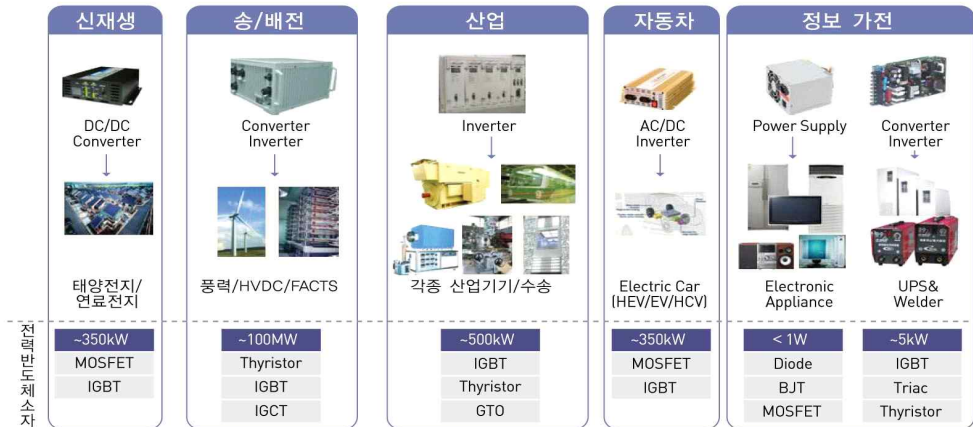 신재생
송/배전
산업
자동차
정보 가전
DC/DC
Converter
Converter
Inverter
Inverter
AC/DC
Inverter
Power Supply
Converter
Inverter
태양전지/
연료전지
풍력/HVDC/FACTS
각종 산업기기/수송
Electric Car
(HEV/EV/HCV)
Electronic
Appliance
UPS&
Welder
전력반도체소자
~350kW
MOSFET
IGBT
~100MW
Thyristor
IGBT
IGCT
~500kW
IGBT
Thyristor
GTO
~350kW
MOSFET
IGBT
< 1W
Diode
BJT
MOSFET
~5kW
IGBT
Triac
Thyristor